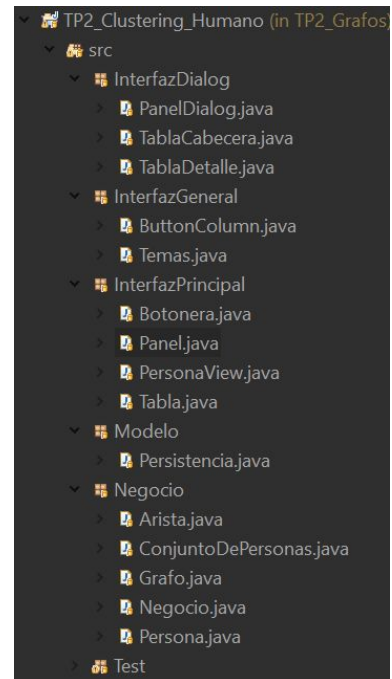 TP2_Clustering_Humano (in TP2_Grafos)
src
InterfazDialog
PanelDialog.java
TablaCabecera.java
TablaDetalle.java
InterfazGeneral
ButtonColumn.java
Temas.java
InterfazPrincipal
Botonera.java
Panel.java
PersonaView.java
Tabla.java
Modelo
Persistencia.java
Negocio
Arista.java
ConjuntoDePersonas.java
Grafo.java
Negocio.java
Persona.java
Test